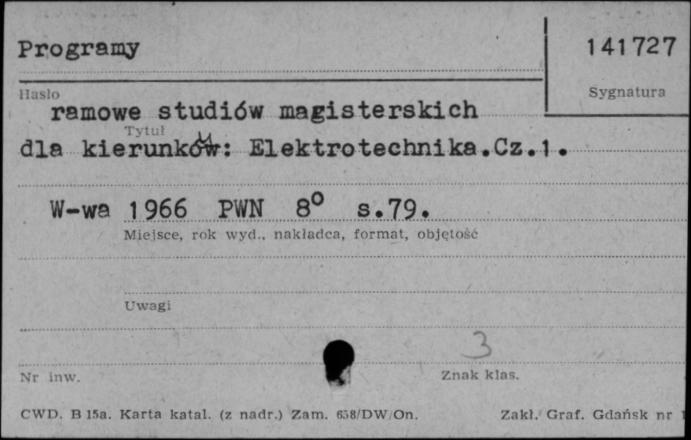 Programy
141727
Hasło
Sygnatura
ramowe studiów magisterskich
Tytuł
dla kierunków: Elektrotechnika.Cz.1.
W-wa 1966 PWN 8° s.79.
Miejsce, rok wyd., nakładca, format, objętość
Uwagi
3
Nr inw.
Znak klas.
CWD. B 15a. Karta katal. (z nadr.) Zam. 658/DW/On.
Zakł. Graf. Gdańsk nr 1